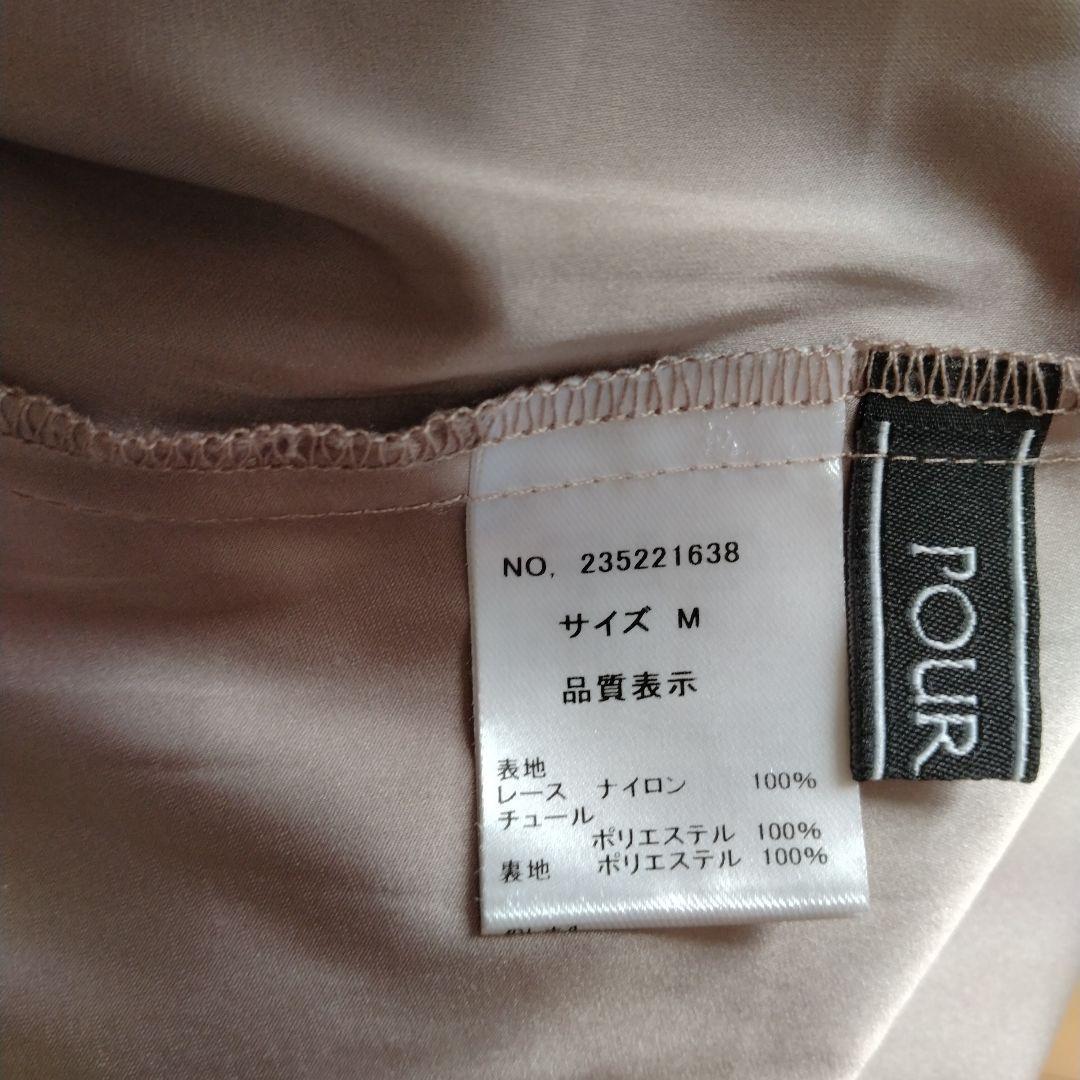 NO, 235221638
サイズ M
品質表示
表地
レース ナイロン 100%
チュール
ポリエステル 100%
裏地 ポリエステル 100%
POUR